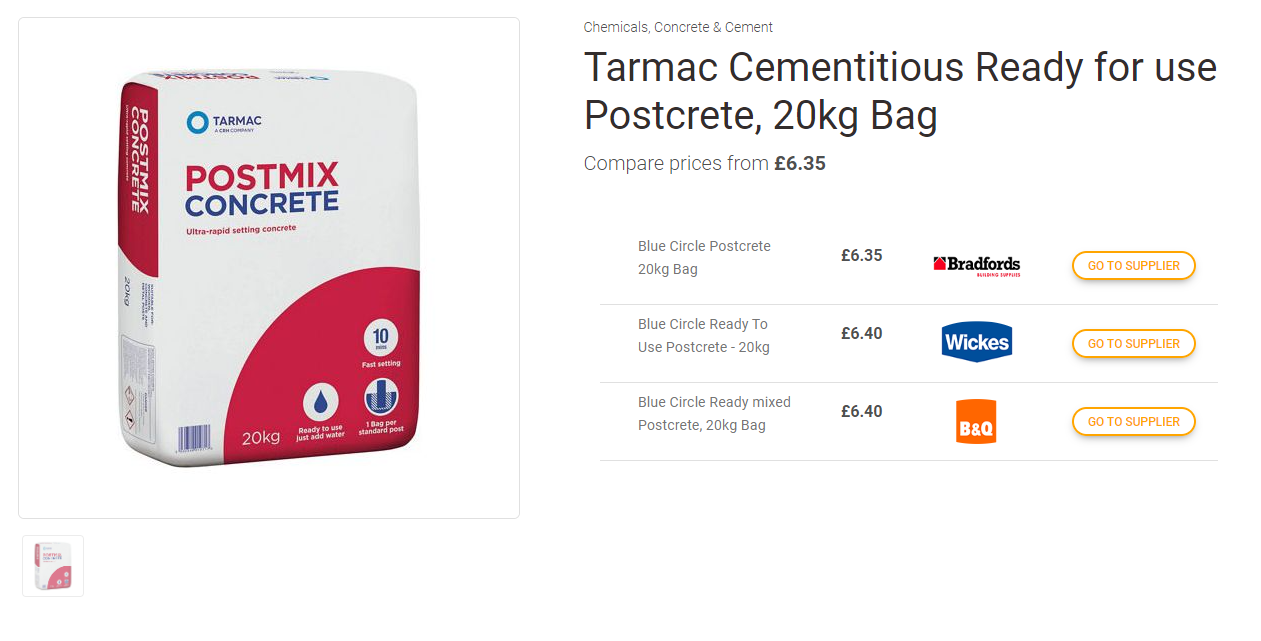 Chemicals, Concrete & Cement
Tarmac Cementitious Ready for use
Postcrete, 20kg Bag
Compare prices from £6.35
Blue Circle Postcrete
20kg Bag
£6.35
Bradfords
BUILDING SUPPLIES
GO TO SUPPLIER
Blue Circle Ready To
Use Postcrete - 20kg
£6.40
Wickes
GO TO SUPPLIER
Blue Circle Ready mixed
Postcrete, 20kg Bag
£6.40
B&Q
GO TO SUPPLIER
TARMAC
A CRH COMPANY
POSTMIX
CONCRETE
Ultra-rapid setting concrete
10
mins
Fast setting
Ready to use
just add water
1 Bag per
standard post
20kg
POSTMIX
CONCRETE
20kg